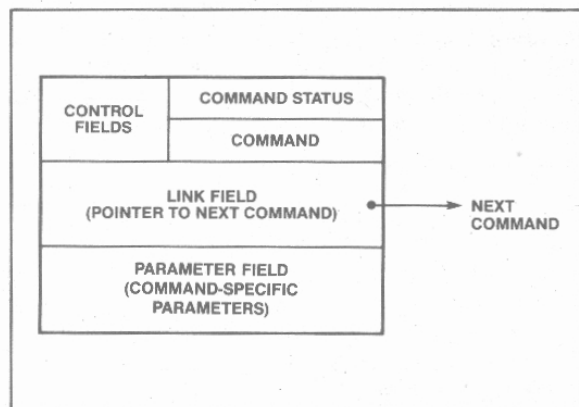 CONTROL
FIELDS
COMMAND STATUS
COMMAND
LINK FIELD
(POINTER TO NEXT COMMAND)
NEXT
COMMAND
PARAMETER FIELD
(COMMAND-SPECIFIC
PARAMETERS)